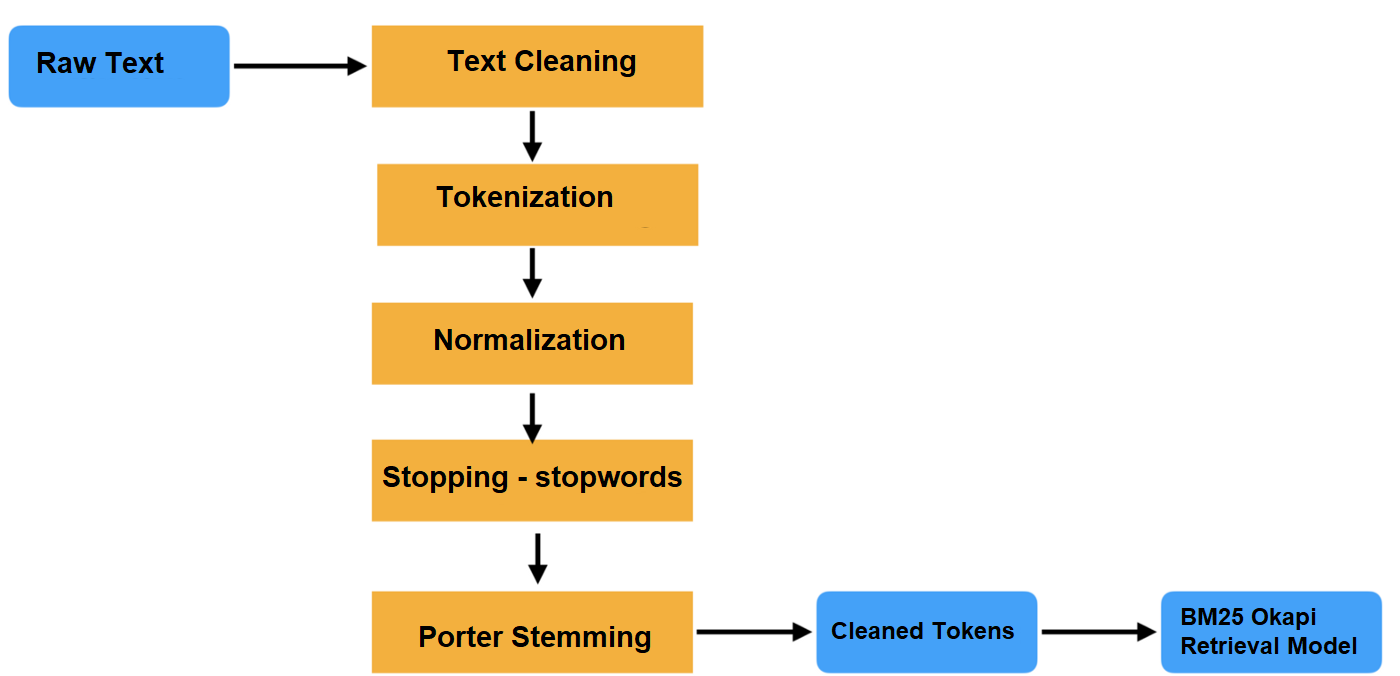 Raw Text
Text Cleaning
Tokenization
Normalization
Stopping - stopwords
Porter Stemming
Cleaned Tokens
BM25 Okapi
Retrieval Model